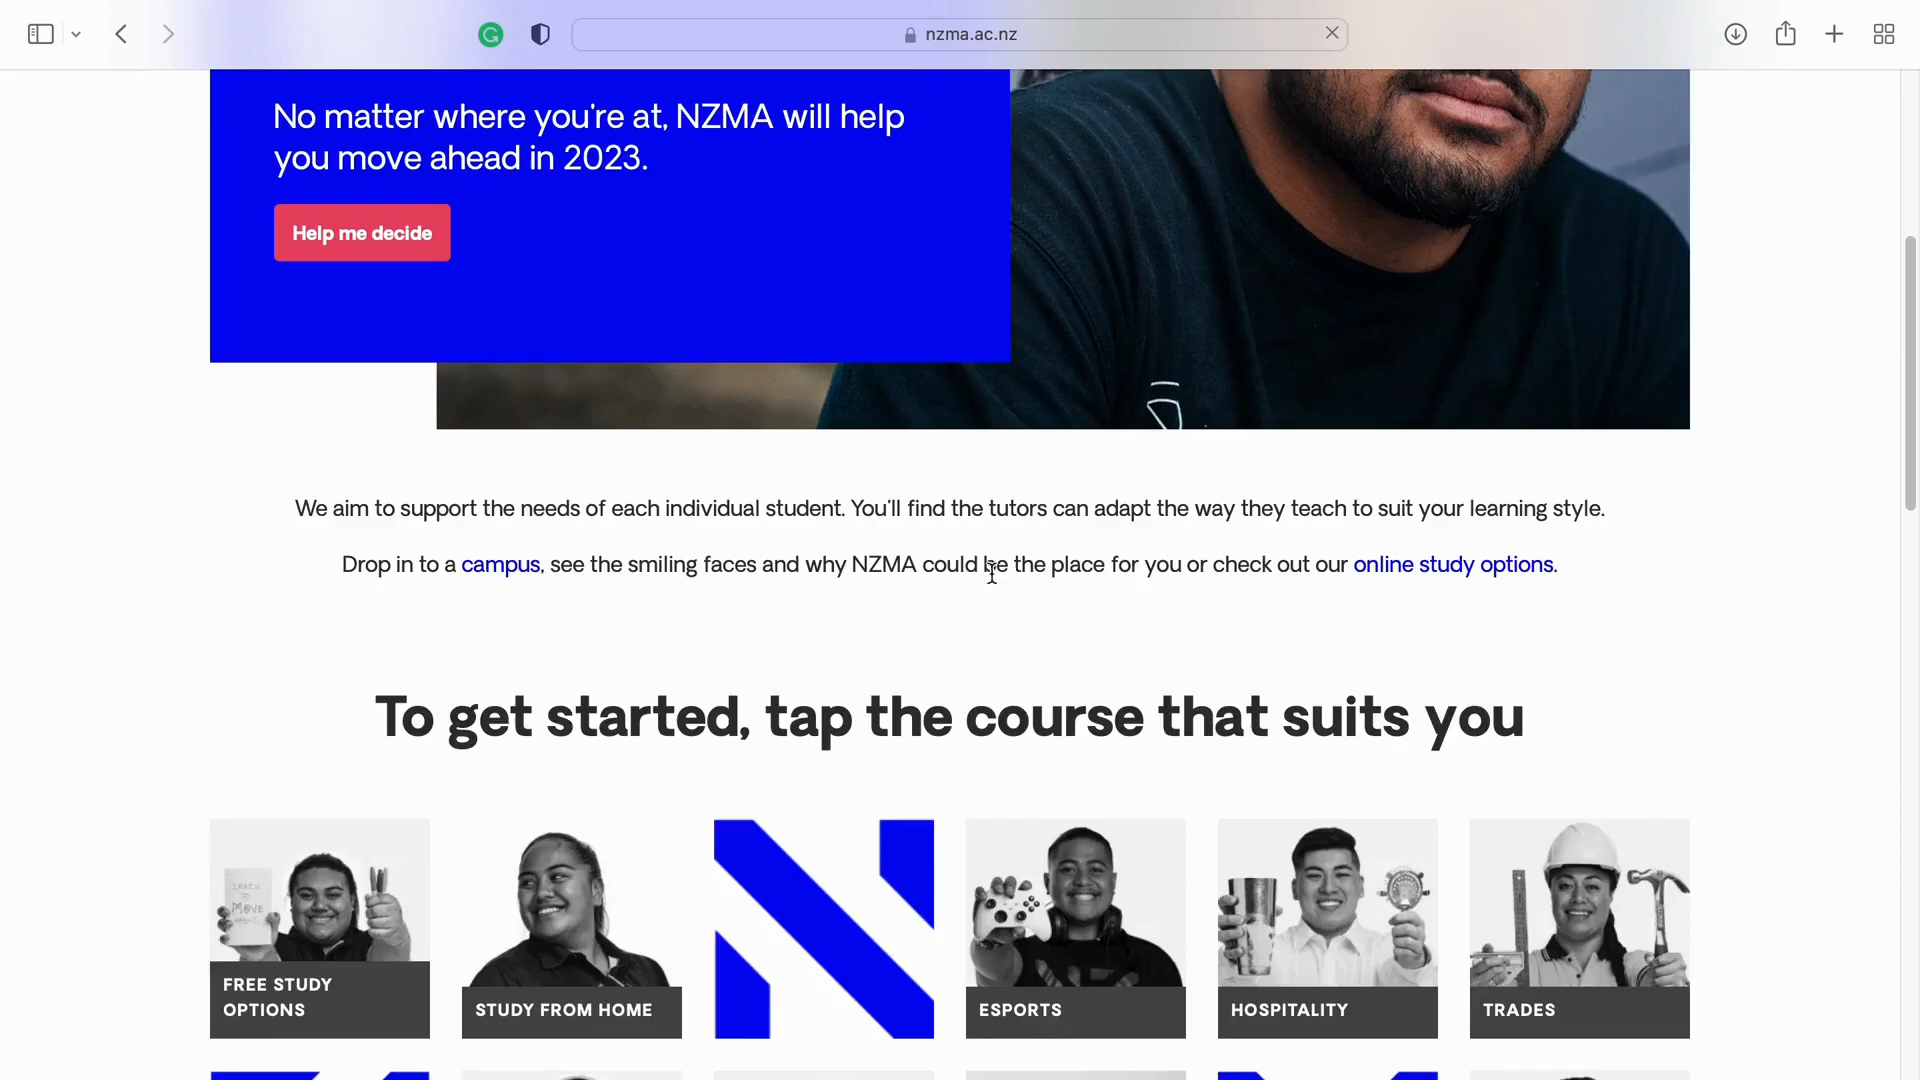 nzma.ac.nz
No matter where you're at, NZMA will help
you move ahead in 2023.
Help me decide
We aim to support the needs of each individual student. You'll find the tutors can adapt the way they teach to suit your learning style.
Drop in to a campus, see the smiling faces and why NZMA could be the place for you or check out our online study options.
To get started, tap the course that suits you
LEARN
TO
MOVE
FREE STUDY
OPTIONS
STUDY FROM HOME
ESPORTS
HOSPITALITY
TRADES